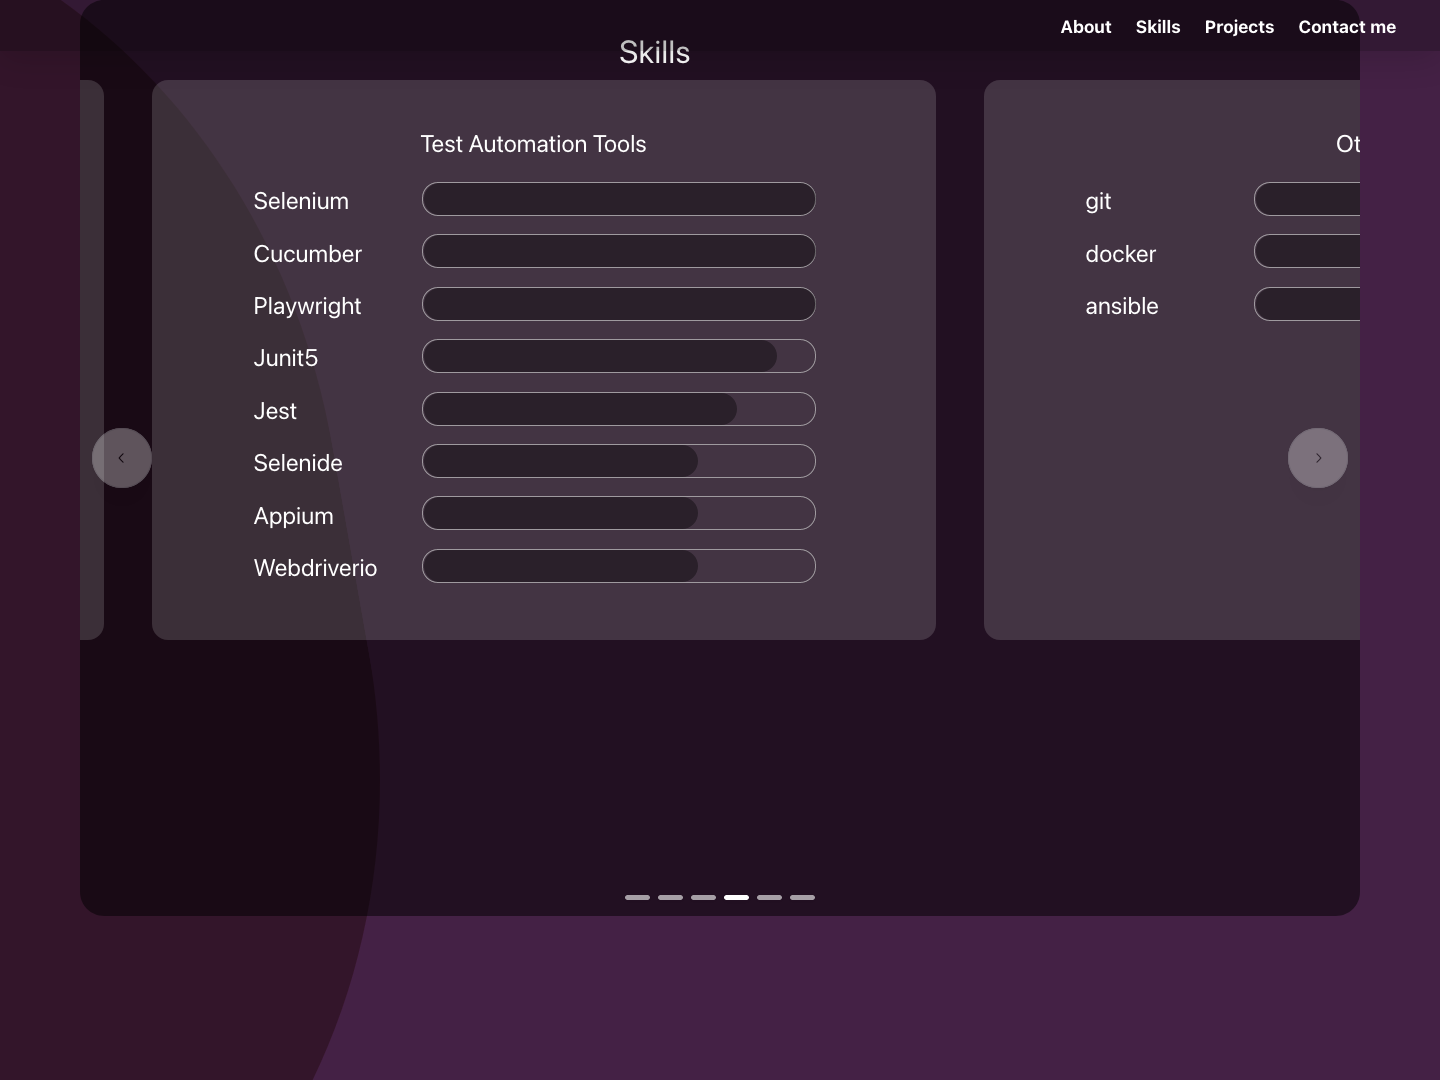 About Skills Projects Contact me
Skills
Test Automation Tools
Selenium
Cucumber
Playwright
Junit5
Jest
Selenide
Appium
Webdriverio
Ot
git
docker
ansible